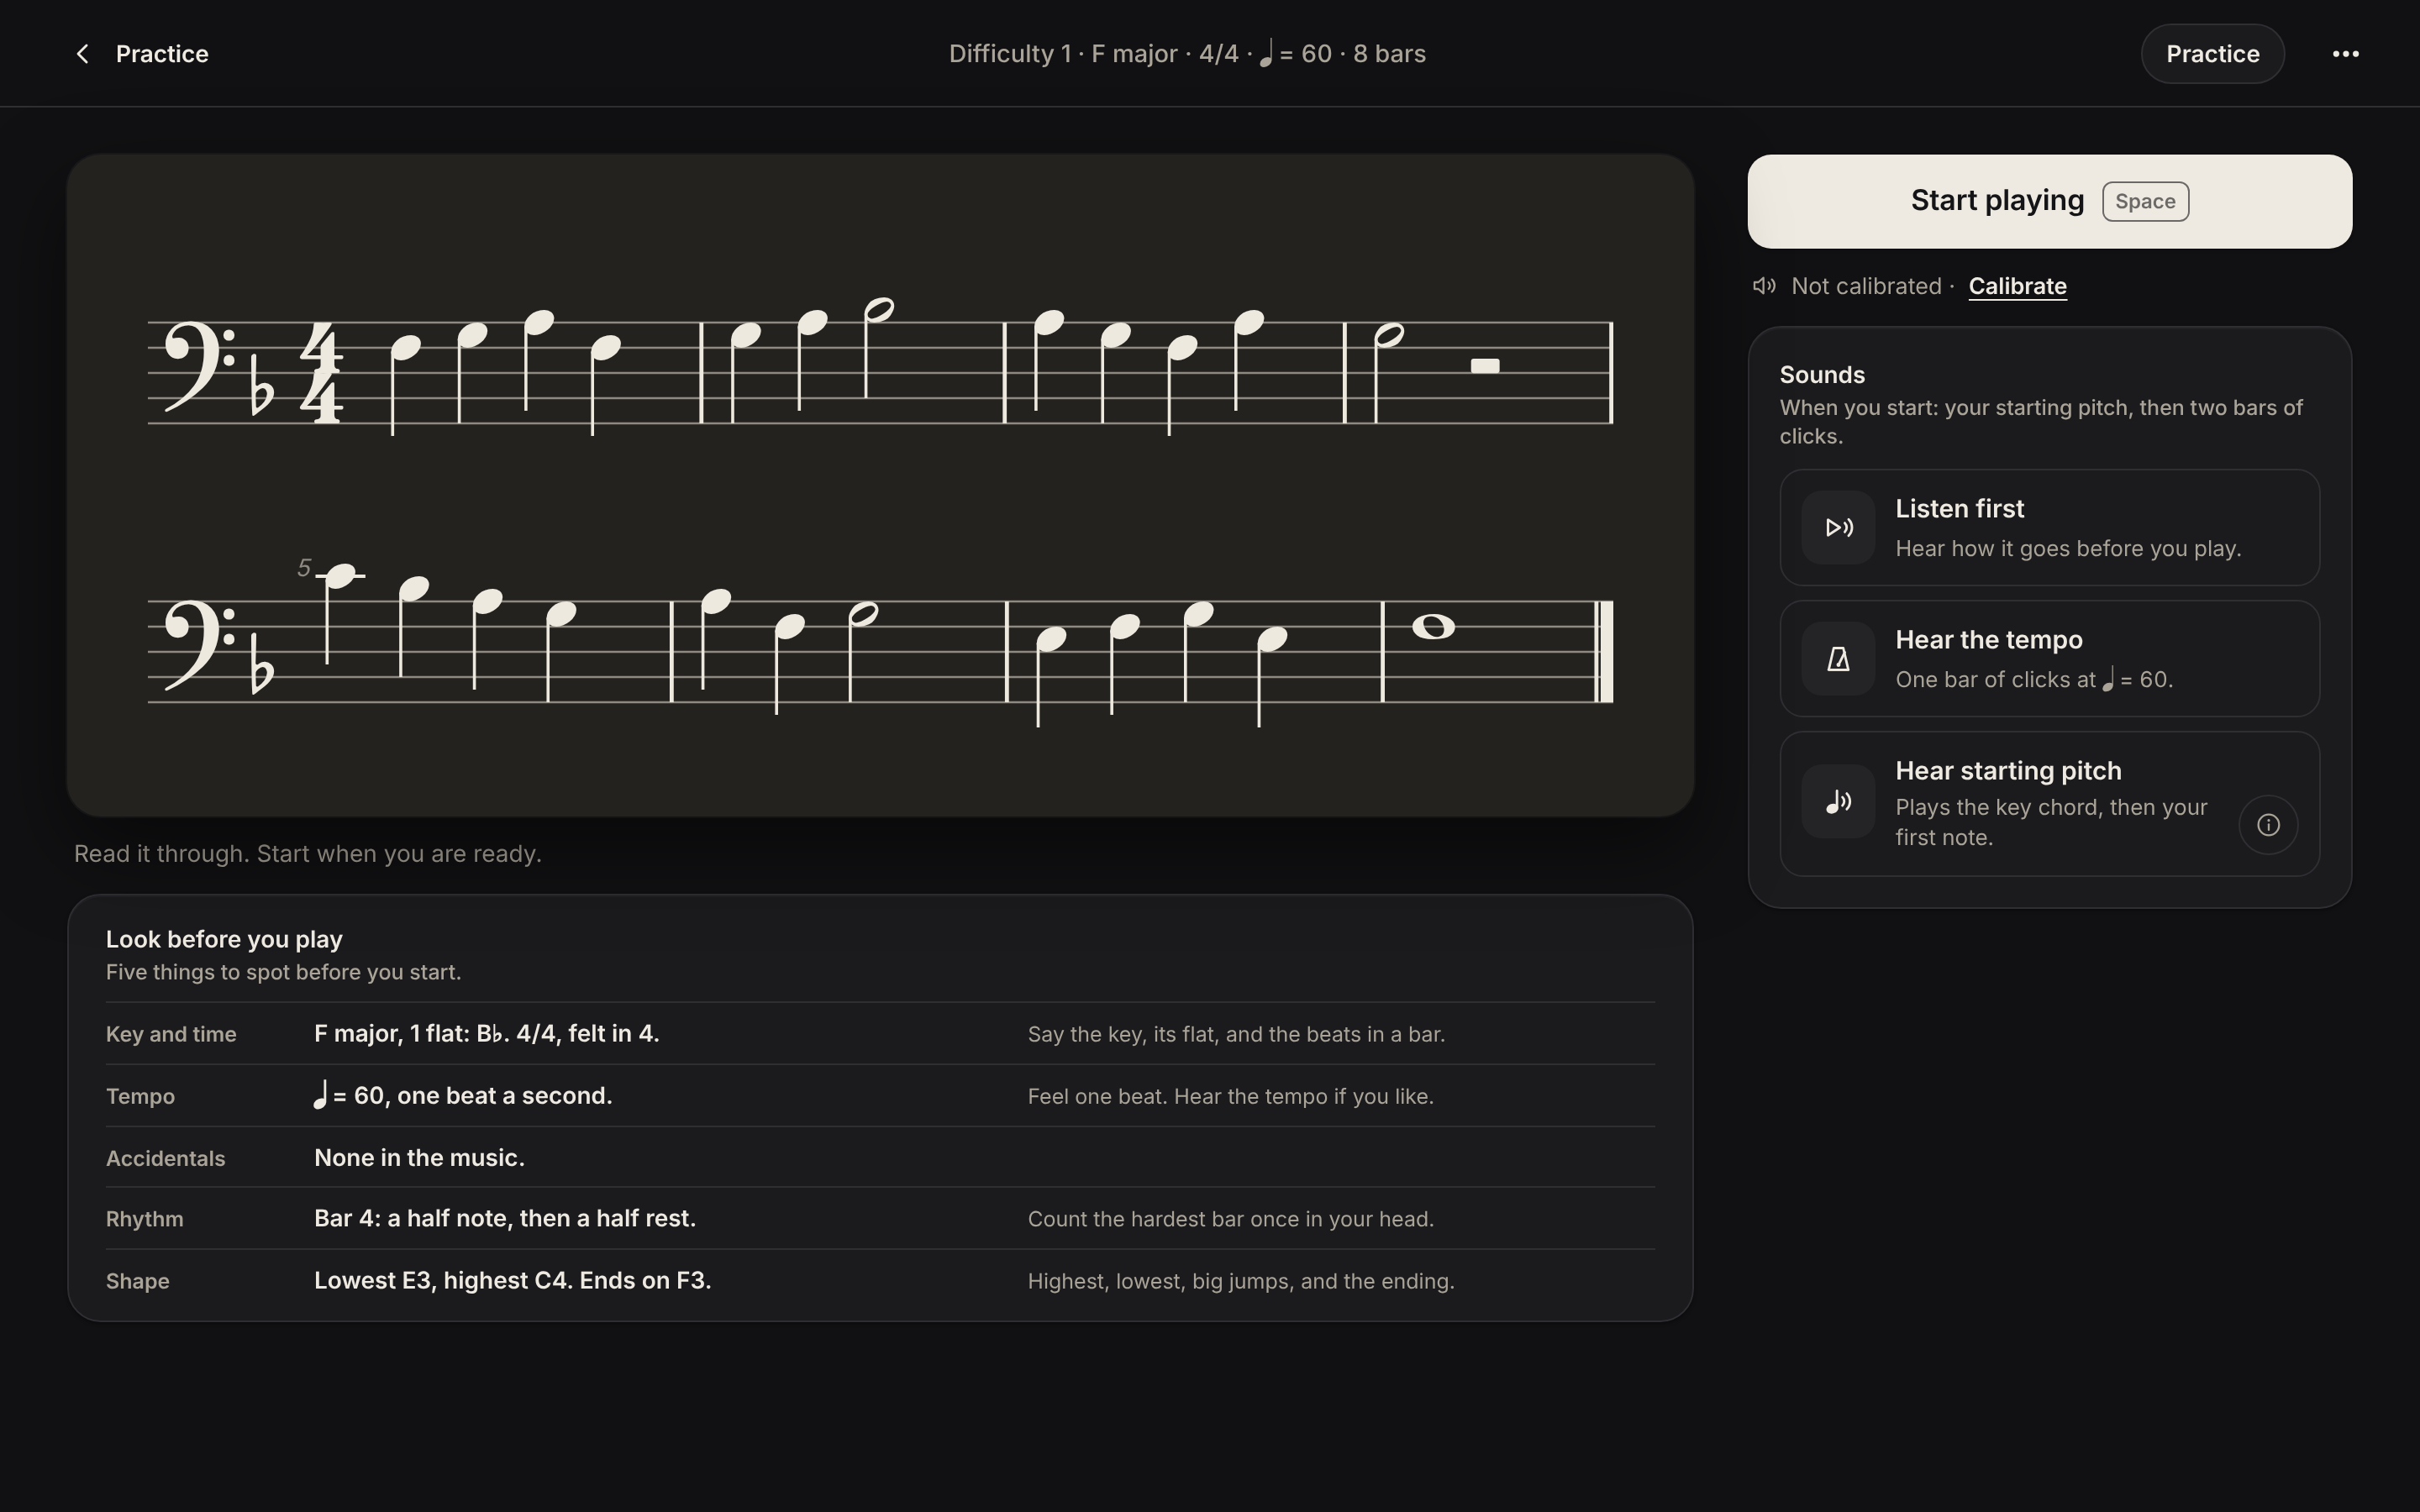 Practice
Difficulty 1 · F major · 4/4 · ♩ = 60 · 8 bars
Practice
Start playing Space
Not calibrated · Calibrate
Sounds
When you start: your starting pitch, then two bars of
clicks.
Listen first
Hear how it goes before you play.
Hear the tempo
One bar of clicks at ♩ = 60.
Hear starting pitch
Plays the key chord, then your
first note.
4
4
5
Read it through. Start when you are ready.
Look before you play
Five things to spot before you start.
Key and time F major, 1 flat: B♭. 4/4, felt in 4. Say the key, its flat, and the beats in a bar.
Tempo ♩ = 60, one beat a second. Feel one beat. Hear the tempo if you like.
Accidentals None in the music.
Rhythm Bar 4: a half note, then a half rest. Count the hardest bar once in your head.
Shape Lowest E3, highest C4. Ends on F3. Highest, lowest, big jumps, and the ending.